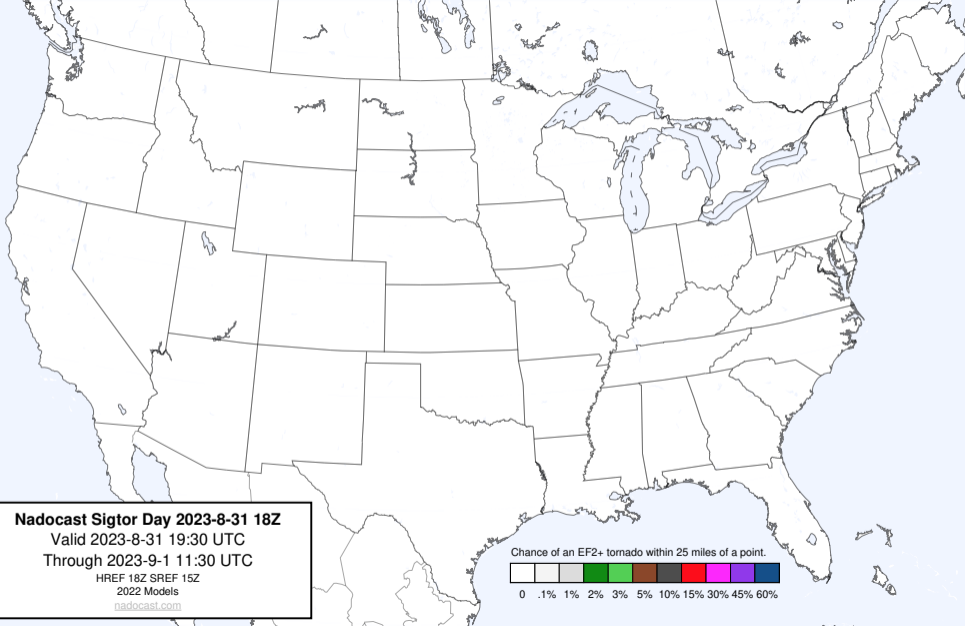 Nadocast Sigtor Day 2023-8-31 18Z
Valid 2023-8-31 19:30 UTC
Through 2023-9-1 11:30 UTC
HREF 18Z SREF 15Z
2022 Models
nadocast.com
Chance of an EF2+ tornado within 25 miles of a point.
0 .1% 1% 2% 3% 5% 10% 15% 30% 45% 60%